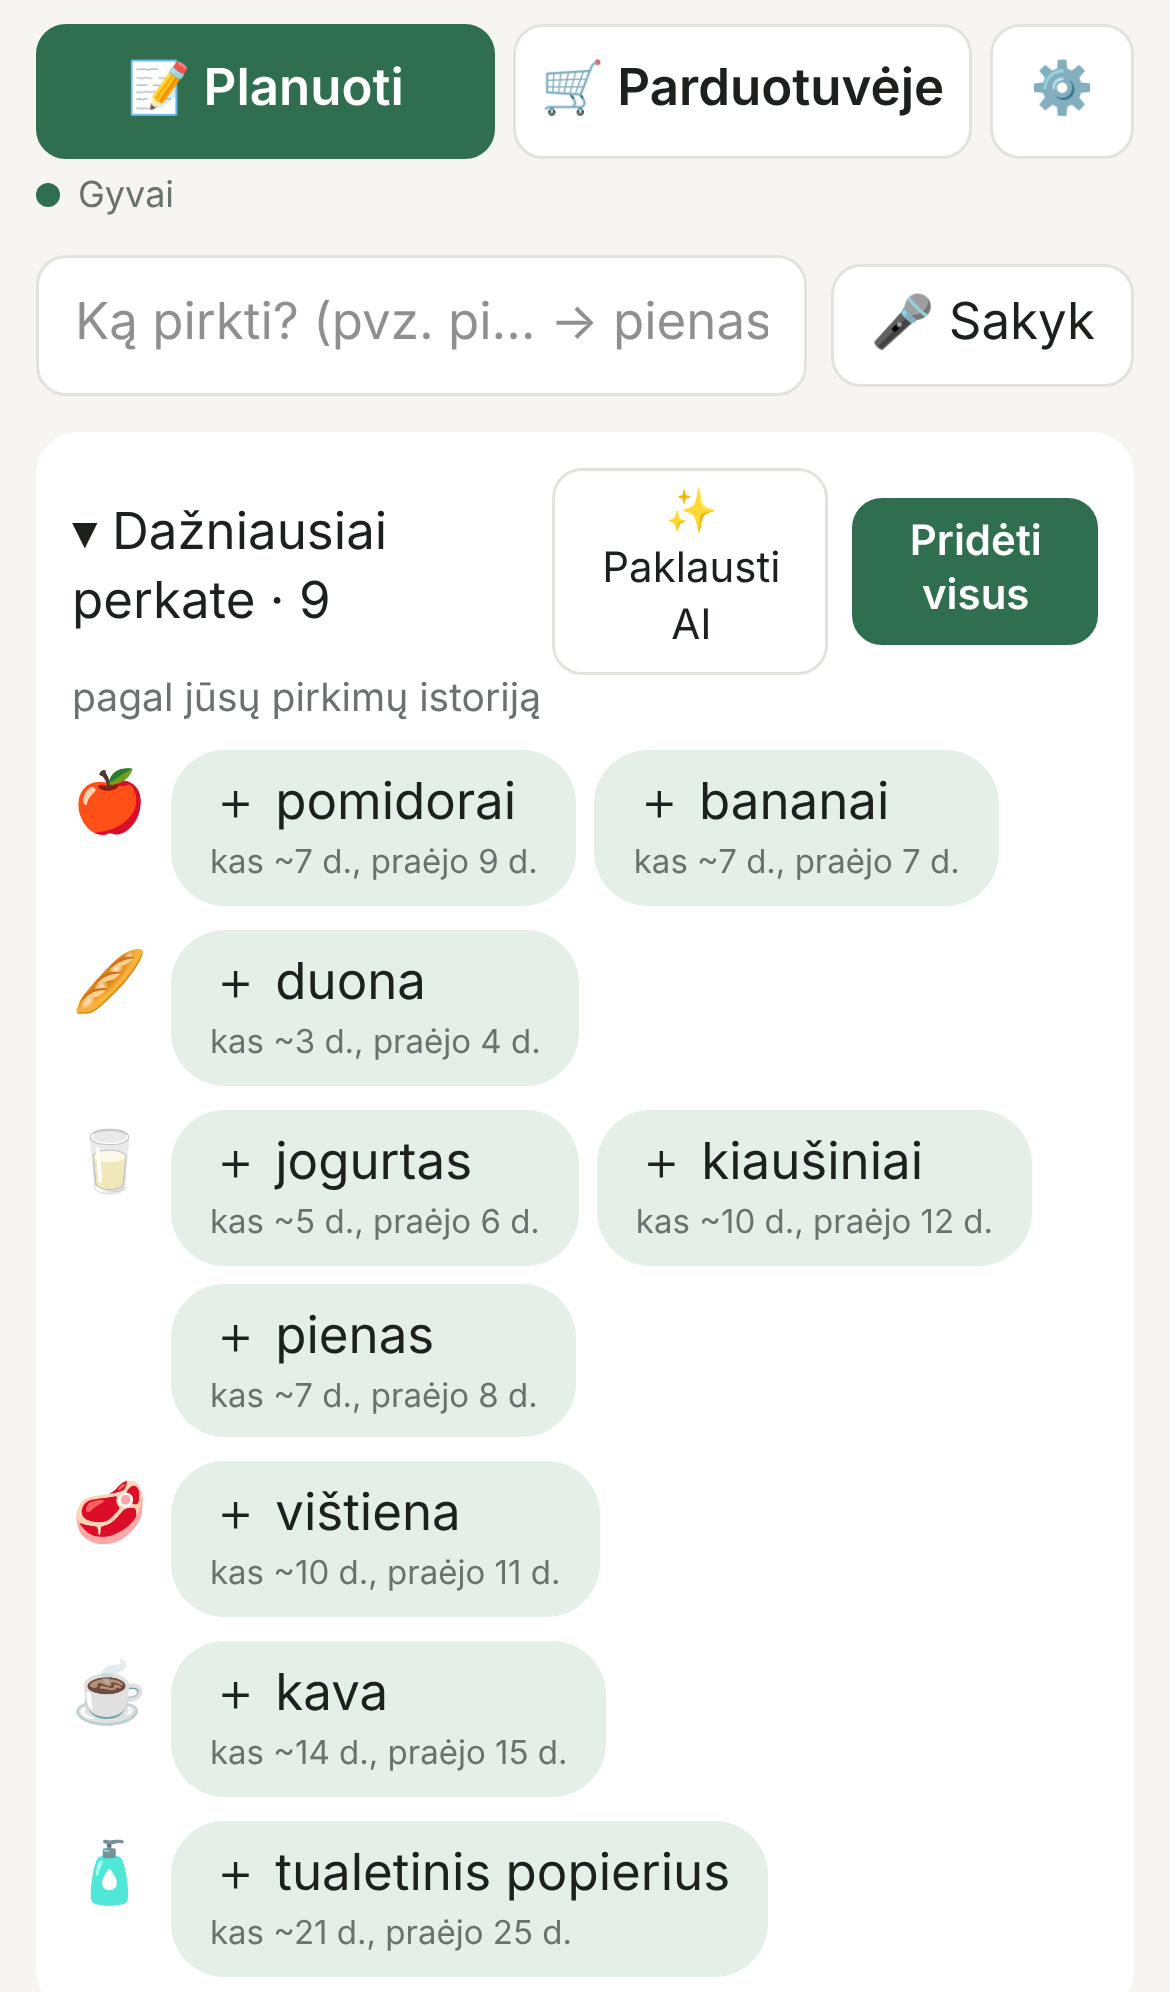 Planuoti
Parduotuvėje
Gyvai
Ką pirkti? (pvz. pi... → pienas
Sakyk
▾ Dažniausiai
perkate · 9
Paklausti
AI
Pridėti
visus
pagal jūsų pirkimų istoriją
+ pomidorai
kas ~7 d., praėjo 9 d.
+ bananai
kas ~7 d., praėjo 7 d.
+ duona
kas ~3 d., praėjo 4 d.
+ jogurtas
kas ~5 d., praėjo 6 d.
+ kiaušiniai
kas ~10 d., praėjo 12 d.
+ pienas
kas ~7 d., praėjo 8 d.
+ vištiena
kas ~10 d., praėjo 11 d.
+ kava
kas ~14 d., praėjo 15 d.
+ tualetinis popierius
kas ~21 d., praėjo 25 d.